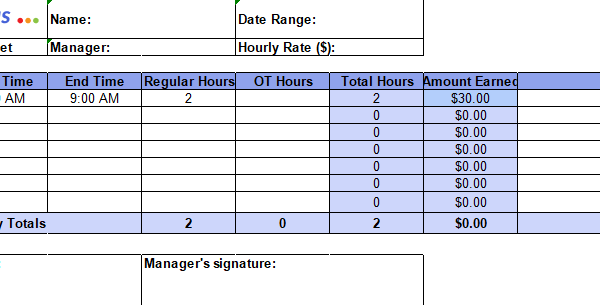 s Name: Date Range:
et Manager: Hourly Rate ($):
Time End Time Regular Hours OT Hours Total Hours Amount Earned
AM 9:00 AM 2 2 $30.00
0 $0.00
0 $0.00
0 $0.00
0 $0.00
0 $0.00
0 $0.00
y Totals 2 0 2 $0.00
: Manager's signature: